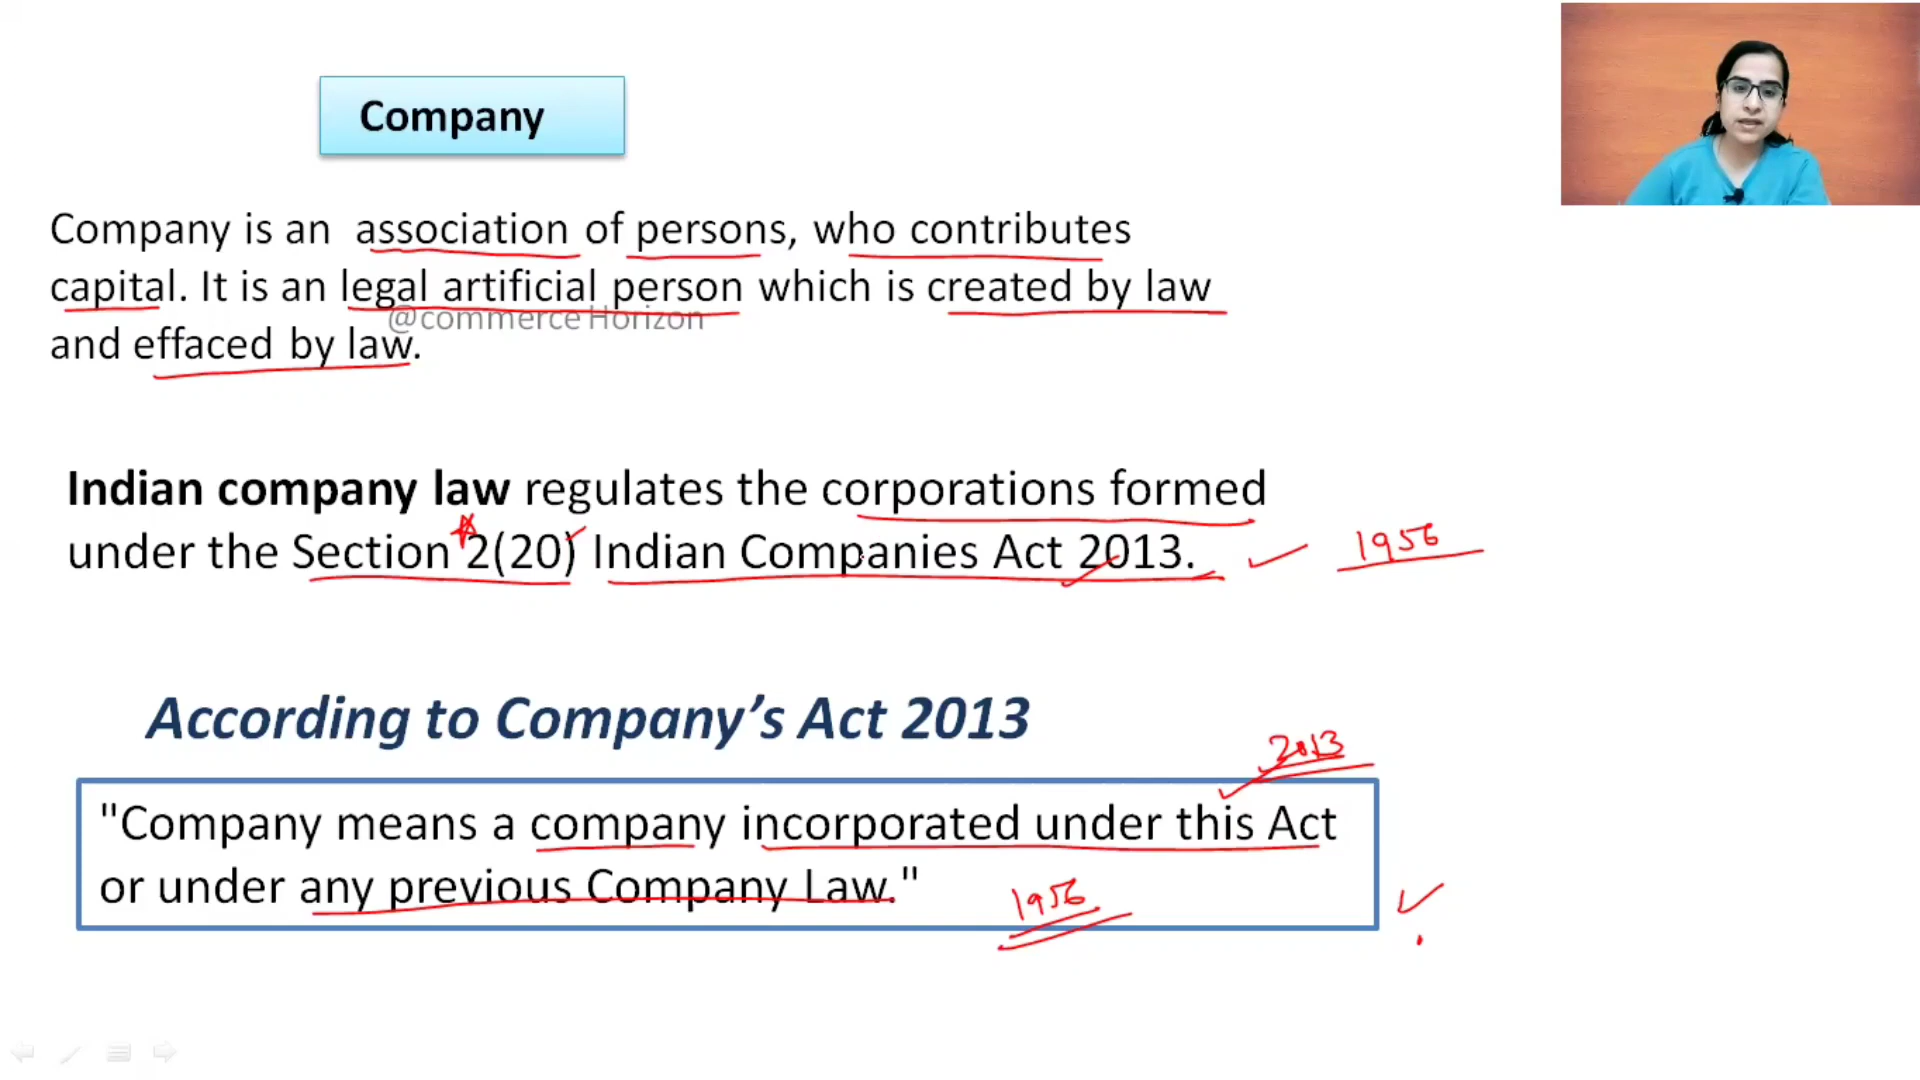 Company
Company is an association of persons, who contributes
capital. It is an legal artificial person which is created by law
@commerce Horizon
and effaced by law.
Indian company law regulates the corporations formed
under the Section 2(20) Indian Companies Act 2013.
1956
According to Company’s Act 2013
2013
"Company means a company incorporated under this Act
or under any previous Company Law."
1956